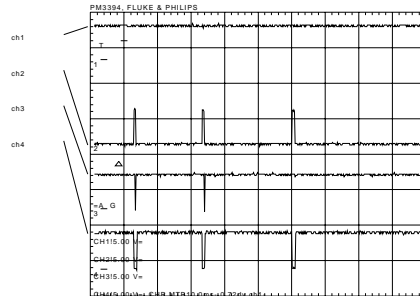 PM3394, FLUKE & PHILIPS
ch1
T
1
ch2
ch3
2
ch4
=A G
3
CH1!5.00 V=
CH2!5.00 V=
CH3!5.00 V=